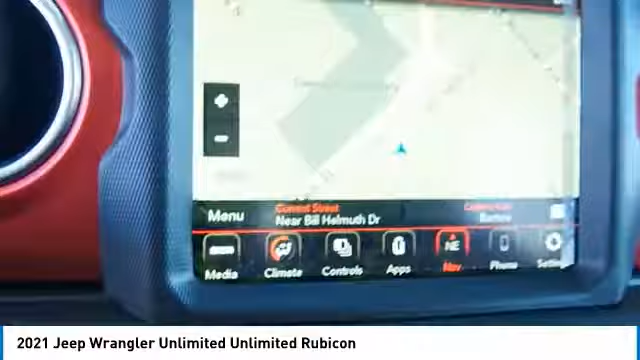 Current Street
Menu
Near Bill Helmuth Dr
NE
Media
Climate
Controls
Apps
Nav
Phone
2021 Jeep Wrangler Unlimited Unlimited Rubicon